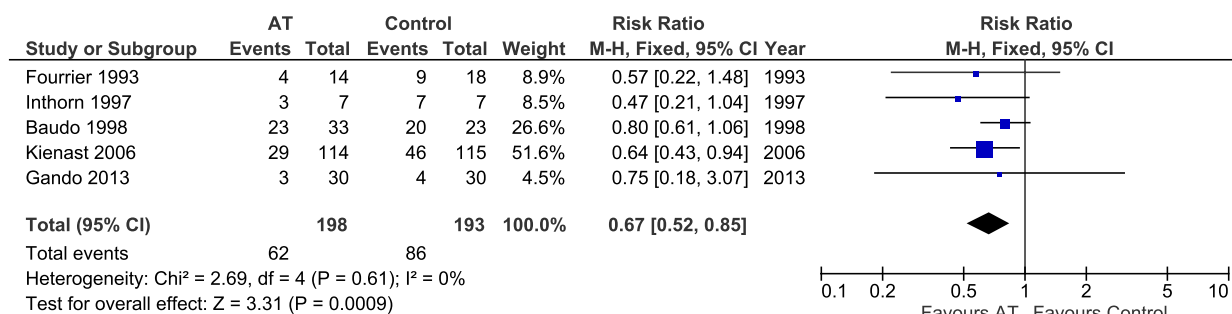 AT Control Risk Ratio Risk Ratio
Study or Subgroup Events Total Events Total Weight M-H, Fixed, 95% CI Year M-H, Fixed, 95% CI
Fourrier 1993 4 14 9 18 8.9% 0.57 [0.22, 1.48] 1993
Inthorn 1997 3 7 7 7 8.5% 0.47 [0.21, 1.04] 1997
Baudo 1998 23 33 20 23 26.6% 0.80 [0.61, 1.06] 1998
Kienast 2006 29 114 46 115 51.6% 0.64 [0.43, 0.94] 2006
Gando 2013 3 30 4 30 4.5% 0.75 [0.18, 3.07] 2013
Total (95% CI) 198 193 100.0% 0.67 [0.52, 0.85]
Total events 62 86
Heterogeneity: Chi² = 2.69, df = 4 (P = 0.61); I² = 0%
Test for overall effect: Z = 3.31 (P = 0.0009)
0.1 0.2 0.5 1 2 5 10
Favours AT Favours Control